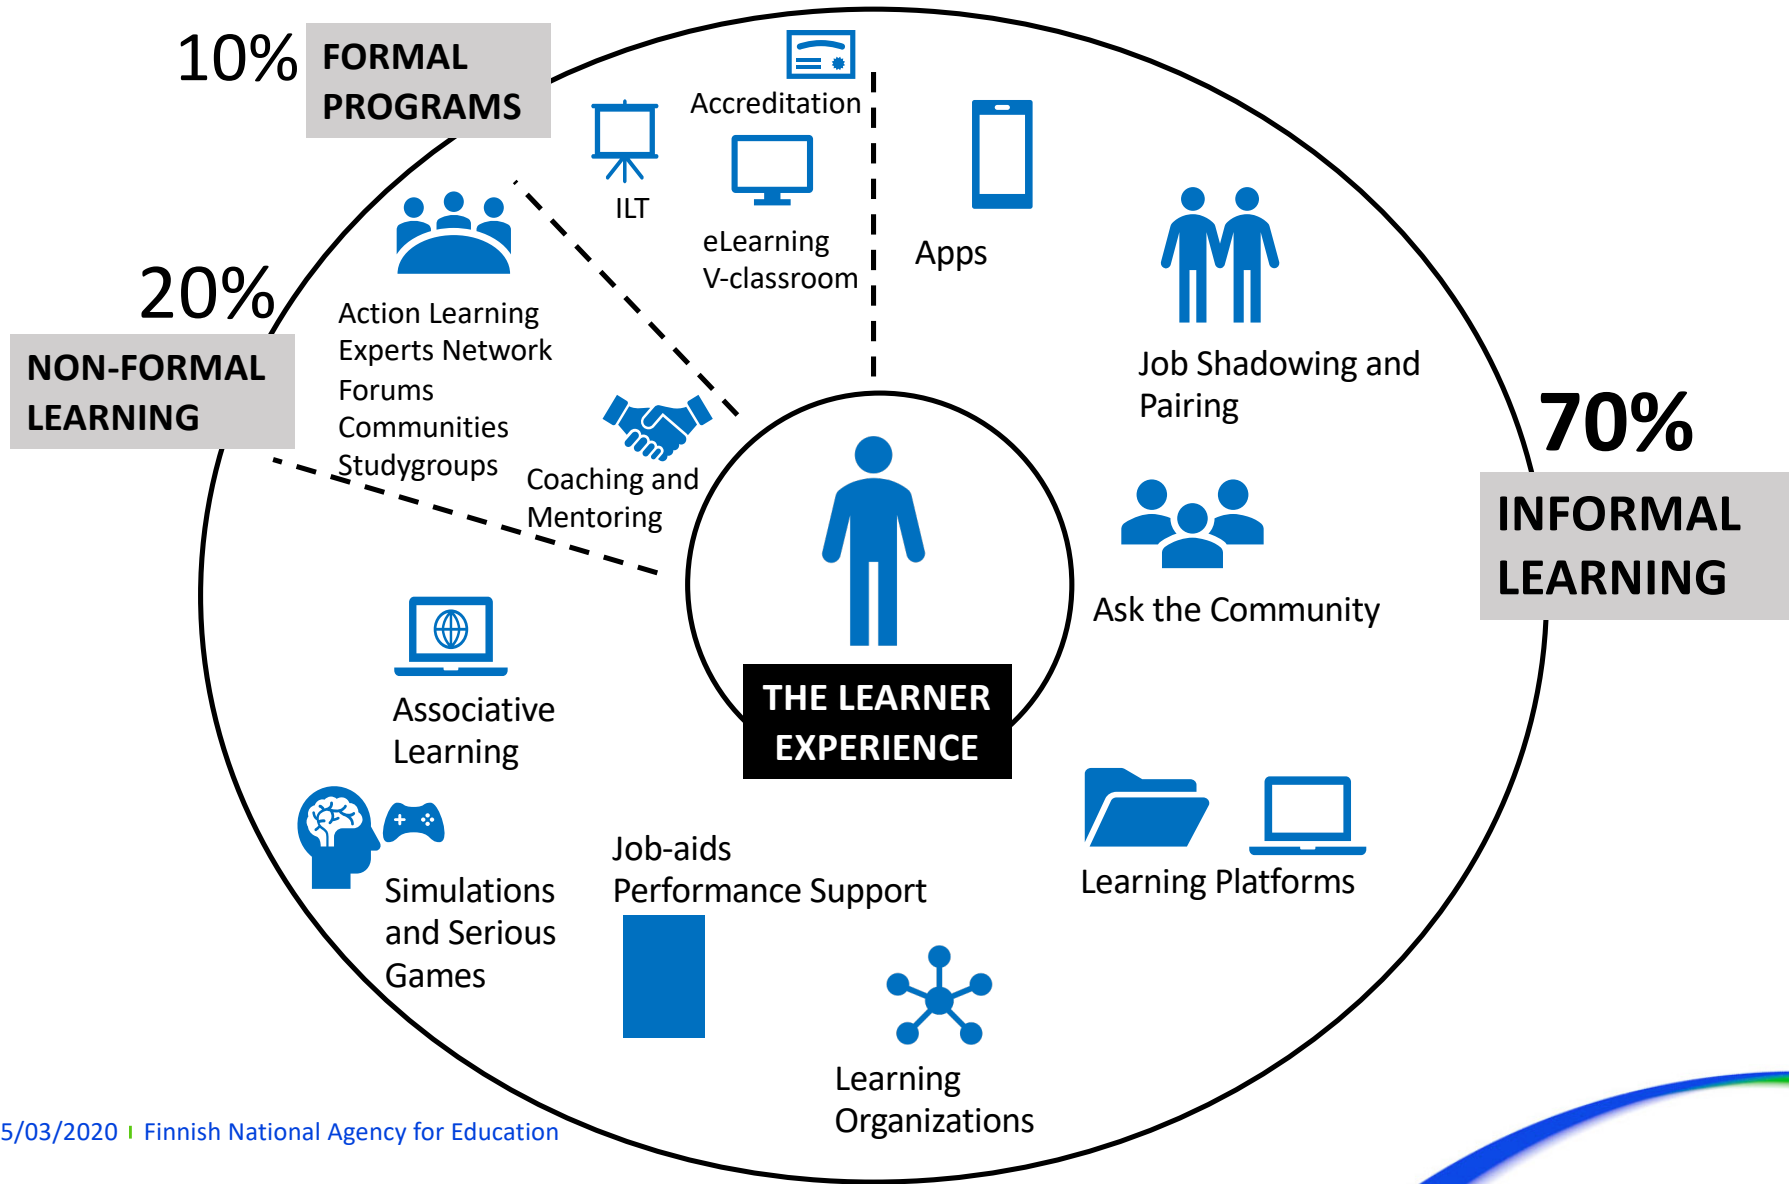 10%
FORMAL
PROGRAMS
Accreditation
ILT
eLearning
V-classroom
Apps
20%
NON-FORMAL
LEARNING
Action Learning
Experts Network
Forums
Communities
Studygroups
Coaching and
Mentoring
Job Shadowing and
Pairing
70%
INFORMAL
LEARNING
Ask the Community
THE LEARNER
EXPERIENCE
Associative
Learning
Simulations
and Serious
Games
Job-aids
Performance Support
Learning Platforms
Learning
Organizations
5/03/2020 I Finnish National Agency for Education